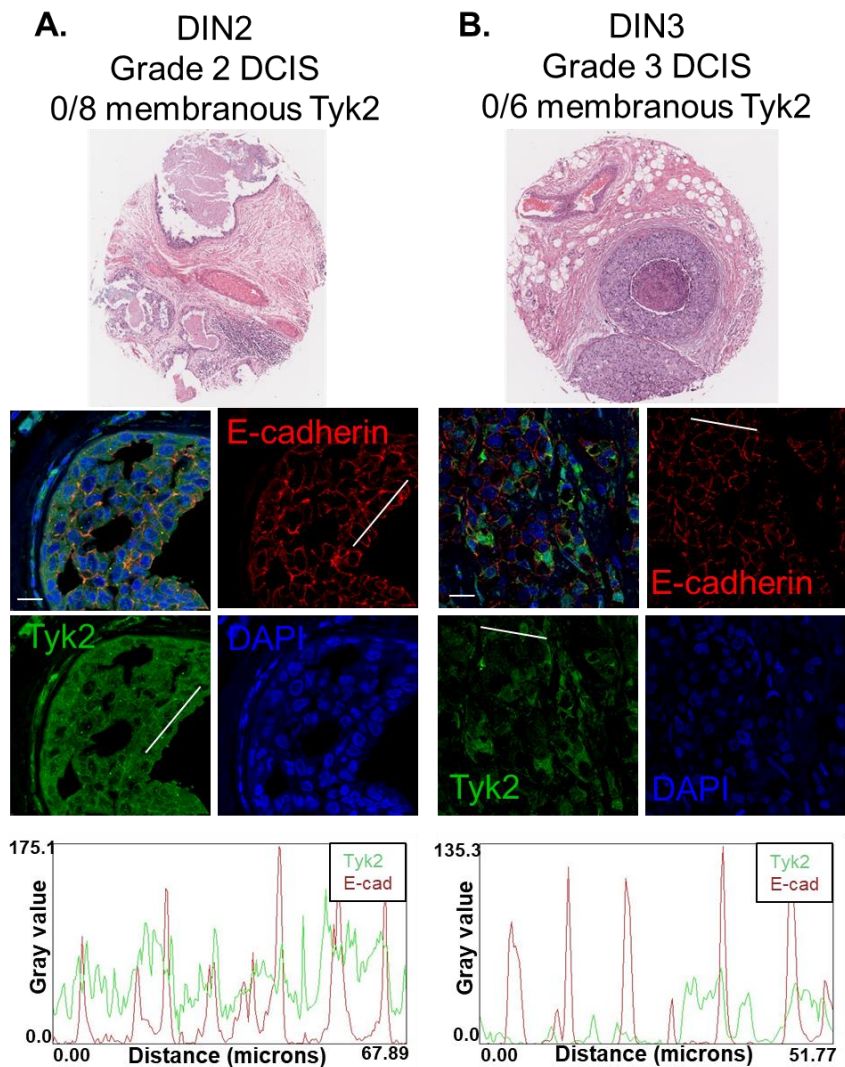 A.
DIN2
Grade 2 DCIS
0/8 membranous Tyk2
B.
DIN3
Grade 3 DCIS
0/6 membranous Tyk2
E-cadherin
Tyk2
DAPI
E-cadherin
Tyk2
DAPI
175.1
Gray value
0.0
Tyk2
E-cad
0.00
Distance (microns)
67.89
135.3
Gray value
0.0
Tyk2
E-cad
0.00
Distance (microns)
51.77